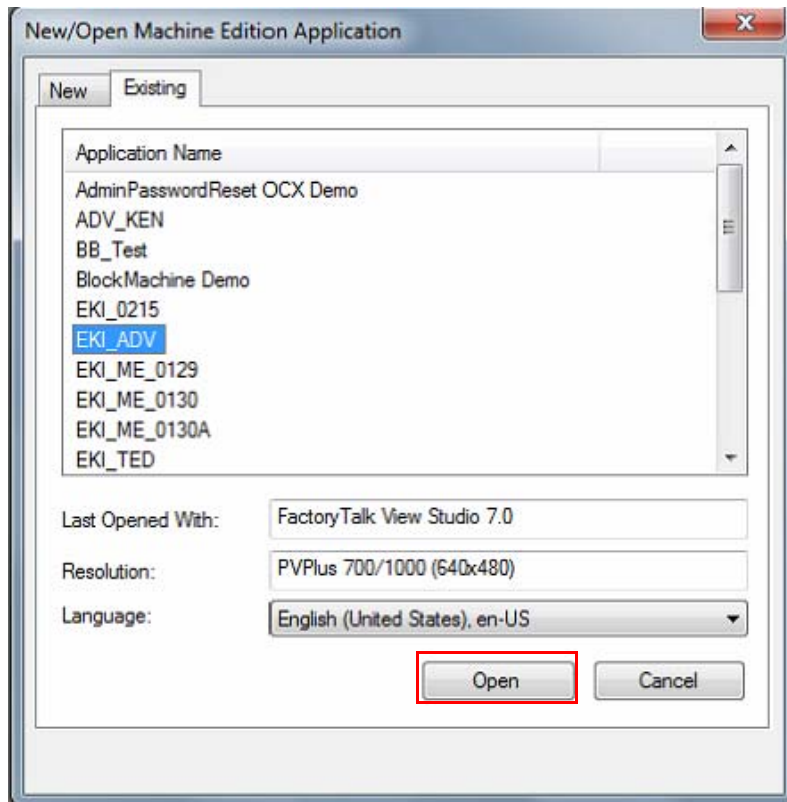 New/Open Machine Edition Application
New Existing
Application Name
AdminPasswordReset OCX Demo
ADV_KEN
BB_Test
BlockMachine Demo
EKI_0215
EKI_ADV
EKI_ME_0129
EKI_ME_0130
EKI_ME_0130A
EKI_TED
Last Opened With: FactoryTalk View Studio 7.0
Resolution: PVPlus 700/1000 (640x480)
Language: English (United States), en-US
Open Cancel